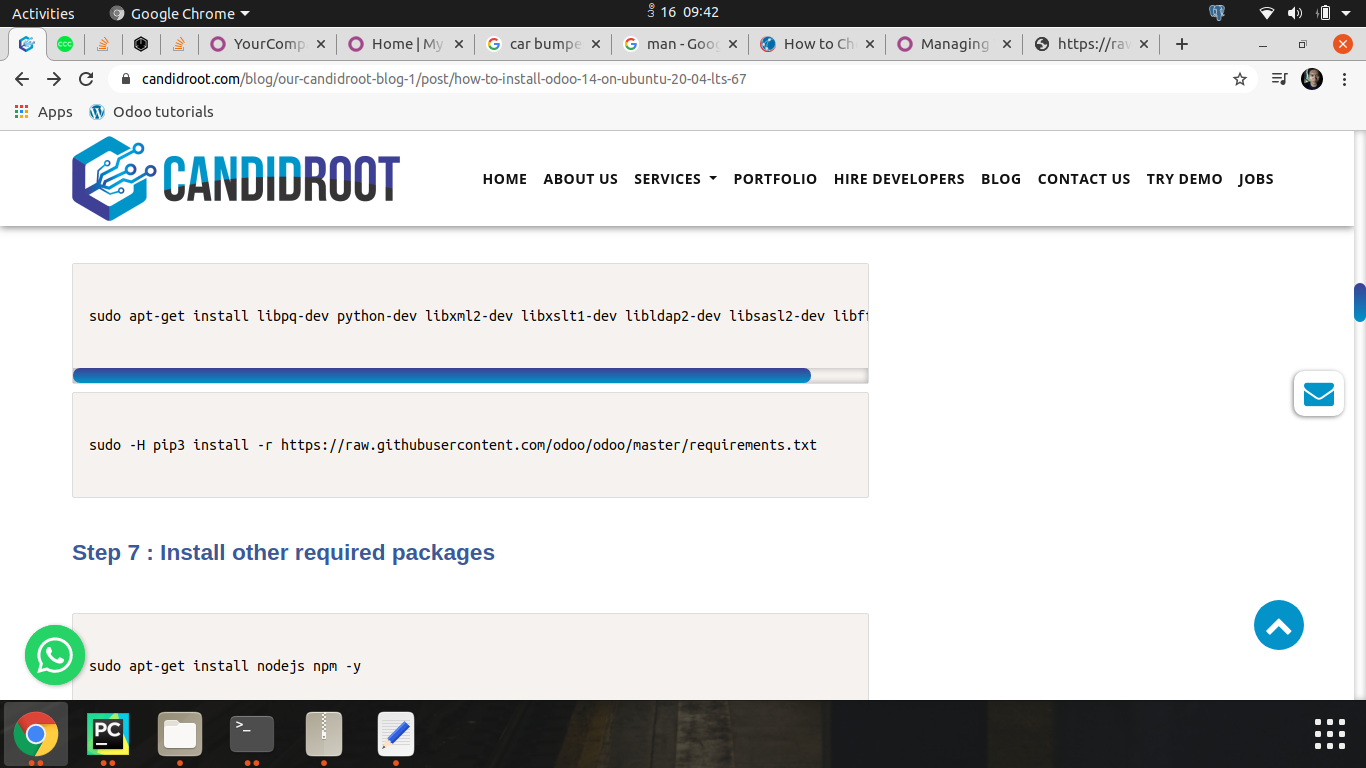 Activities
Google Chrome
3 16 09:42
YourComp
Home | My
car bumpe
man - Goog
How to Ch
Managing
https://raw
candidroot.com/blog/our-candidroot-blog-1/post/how-to-install-odoo-14-on-ubuntu-20-04-lts-67
Apps
Odoo tutorials
CANDIDROOT
HOME
ABOUT US
SERVICES
PORTFOLIO
HIRE DEVELOPERS
BLOG
CONTACT US
TRY DEMO
JOBS
sudo apt-get install libpq-dev python-dev libxml2-dev libxslt1-dev libldap2-dev libsasl2-dev libff
sudo -H pip3 install -r https://raw.githubusercontent.com/odoo/odoo/master/requirements.txt
Step 7 : Install other required packages
sudo apt-get install nodejs npm -y
PC
>_